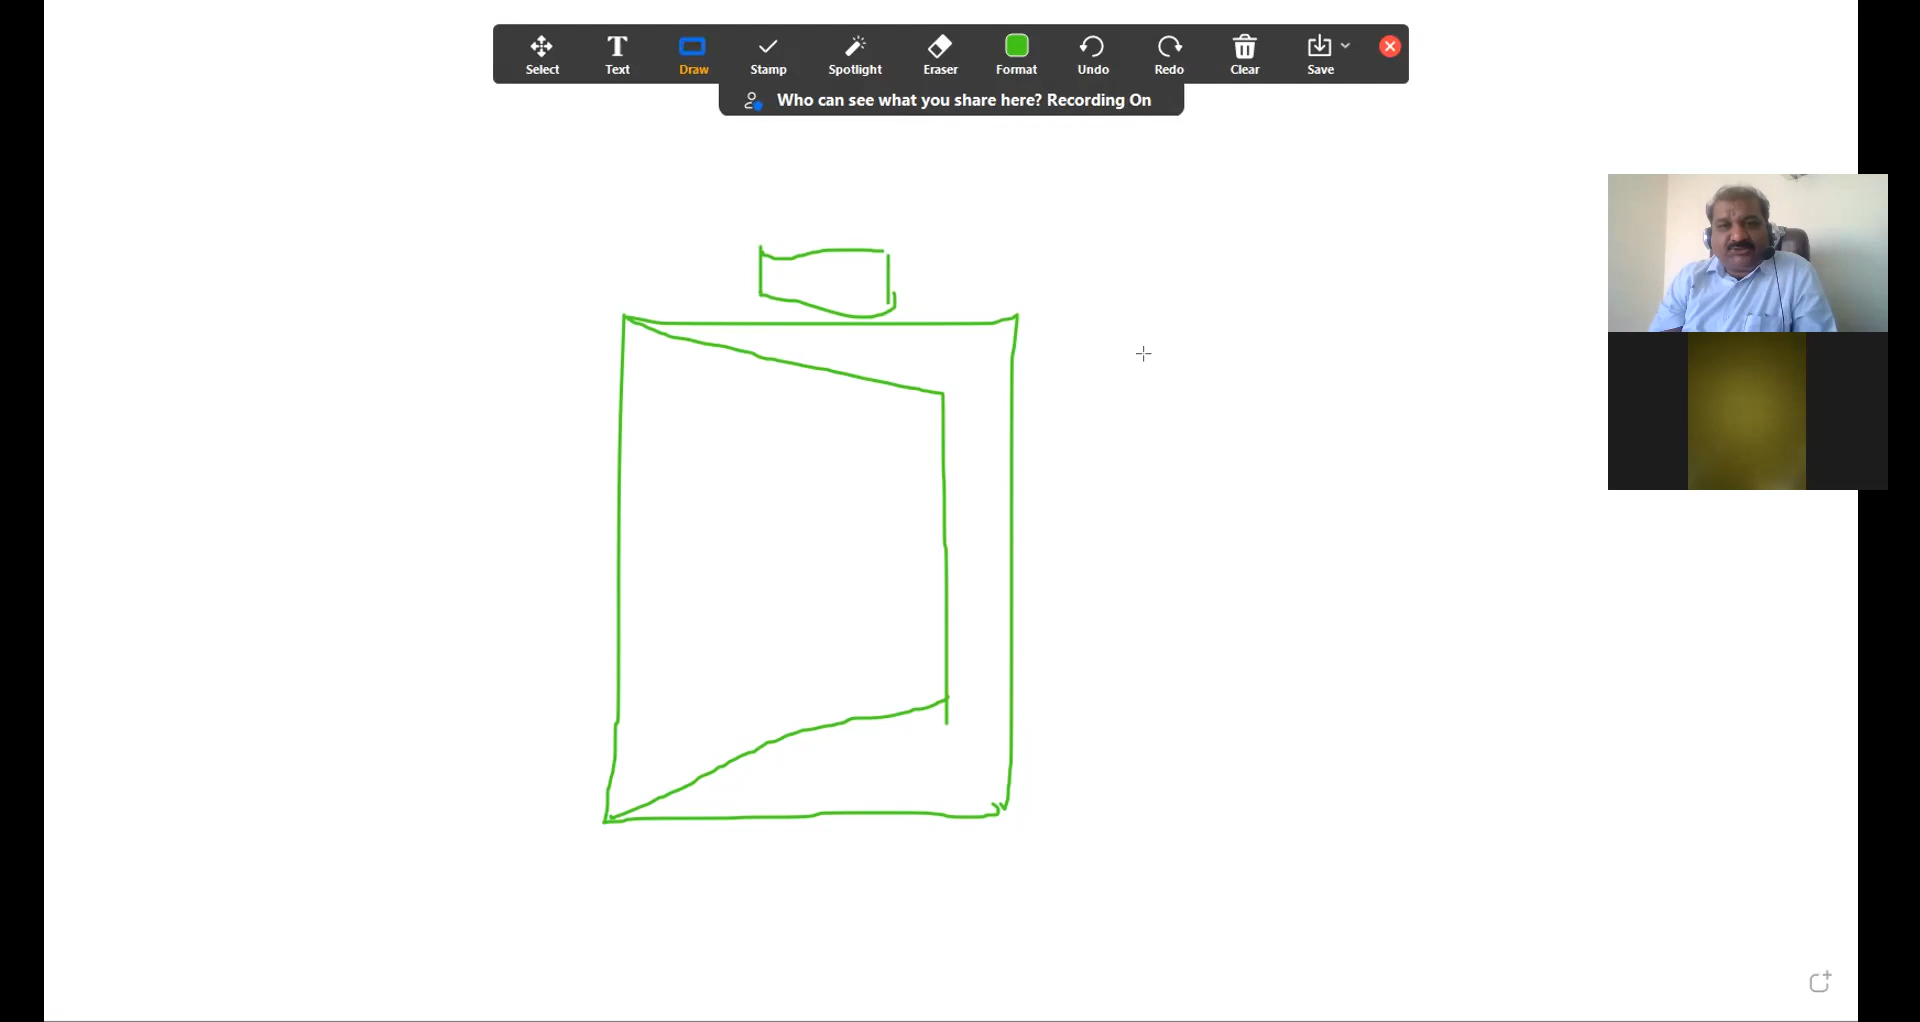 Select Text Draw Stamp Spotlight Eraser Format Undo Redo Clear Save
Who can see what you share here? Recording On